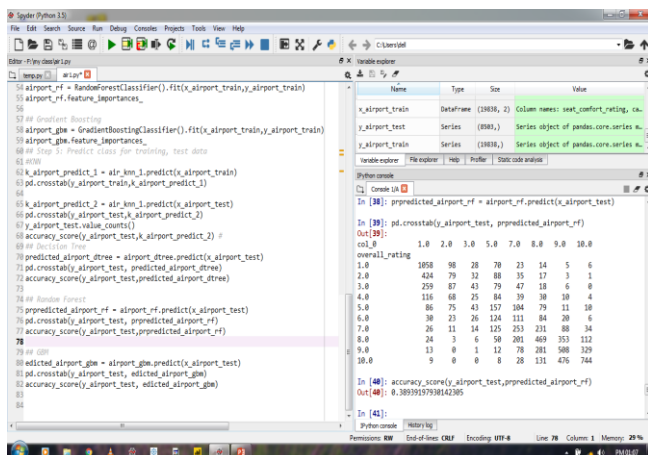 Spyder (Python 3.5)
File Edit Search Source Run Debug Consoles Projects Tools View Help
C:\Users\dell
Editor - F:\my class\air 1.py
temp.py air1.py*
54 airport_rf = RandomForestClassifier().fit(x_airport_train,y_airport_train)
55 airport_rf.feature_importances_
56
57 ## Gradient Boosting
58 airport_gbm = GradientBoostingClassifier().fit(x_airport_train,y_airport_train)
59 airport_gbm.feature_importances_
60 ## Step 5: Predict class for training, test data
61 #KNN
62 k_airport_predict_1 = air_knn_1.predict(x_airport_train)
63 pd.crosstab(y_airport_train,k_airport_predict_1)
64
65 k_airport_predict_2 = air_knn_1.predict(x_airport_test)
66 pd.crosstab(y_airport_test,k_airport_predict_2)
67 y_airport_test.value_counts()
68 accuracy_score(y_airport_test,k_airport_predict_2) #
69 ## Decision Tree
70 predicted_airport_dtree = airport_dtree.predict(x_airport_test)
71 pd.crosstab(y_airport_test, predicted_airport_dtree)
72 accuracy_score(y_airport_test,predicted_airport_dtree)
73
74 ## Random Forest
75 prpredicted_airport_rf = airport_rf.predict(x_airport_test)
76 pd.crosstab(y_airport_test, prpredicted_airport_rf)
77 accuracy_score(y_airport_test,prpredicted_airport_rf)
78
79 ## GBM
80 edicted_airport_gbm = airport_gbm.predict(x_airport_test)
81 pd.crosstab(y_airport_test, edicted_airport_gbm)
82 accuracy_score(y_airport_test, edicted_airport_gbm)
83
84
Variable explorer
Name Type Size Value
x_airport_train DataFrame (19838, 2) Column names: seat_comfort_rating, ca...
y_airport_test Series (8503,) Series object of pandas.core.series m...
y_airport_train Series (19838,) Series object of pandas.core.series m...
Variable explorer File explorer Help Profiler Static code analysis
IPython console
Console 1/A
In [38]: prpredicted_airport_rf = airport_rf.predict(x_airport_test)
In [39]: pd.crosstab(y_airport_test, prpredicted_airport_rf)
Out[39]:
col_0 1.0 2.0 3.0 5.0 7.0 8.0 9.0 10.0
overall_rating
1.0 1058 98 28 70 23 14 5 6
2.0 424 79 32 88 35 17 3 1
3.0 259 87 43 79 47 18 6 0
4.0 116 68 25 84 39 30 10 4
5.0 86 75 43 157 104 79 11 10
6.0 30 23 26 124 111 84 20 6
7.0 26 11 14 125 253 231 88 34
8.0 24 3 6 50 201 469 353 112
9.0 13 0 1 12 78 281 508 329
10.0 9 0 0 8 28 131 476 744
In [40]: accuracy_score(y_airport_test,prpredicted_airport_rf)
Out[40]: 0.38939197930142305
In [41]:
IPython console History log
Permissions: RW End-of-lines: CRLF Encoding: UTF-8 Line: 78 Column: 1 Memory: 29 %
PM 01:07